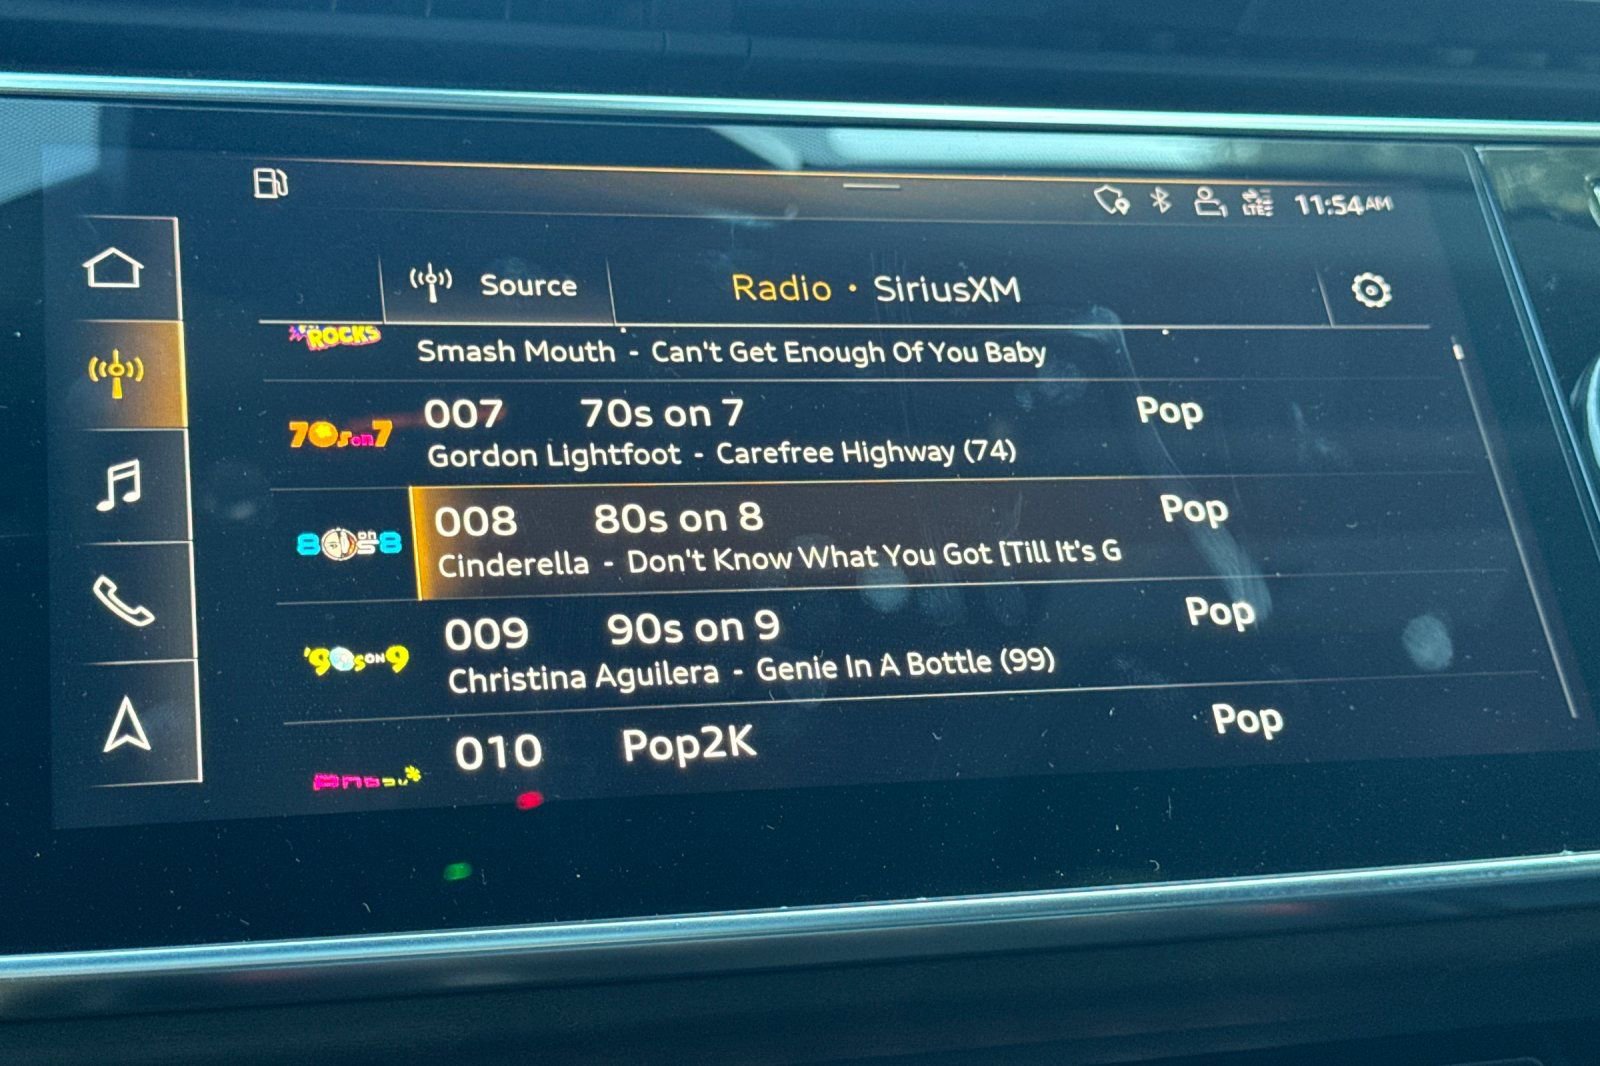 LTE
11:54AM
Source
Radio • SiriusXM
ROCKS
Smash Mouth - Can't Get Enough Of You Baby
70s on 7
007 70s on 7 Pop
Gordon Lightfoot - Carefree Highway (74)
80s on 8
008 80s on 8 Pop
Cinderella - Don't Know What You Got [Till It's G
'90s ON 9
009 90s on 9 Pop
Christina Aguilera - Genie In A Bottle (99)
010 Pop2K Pop